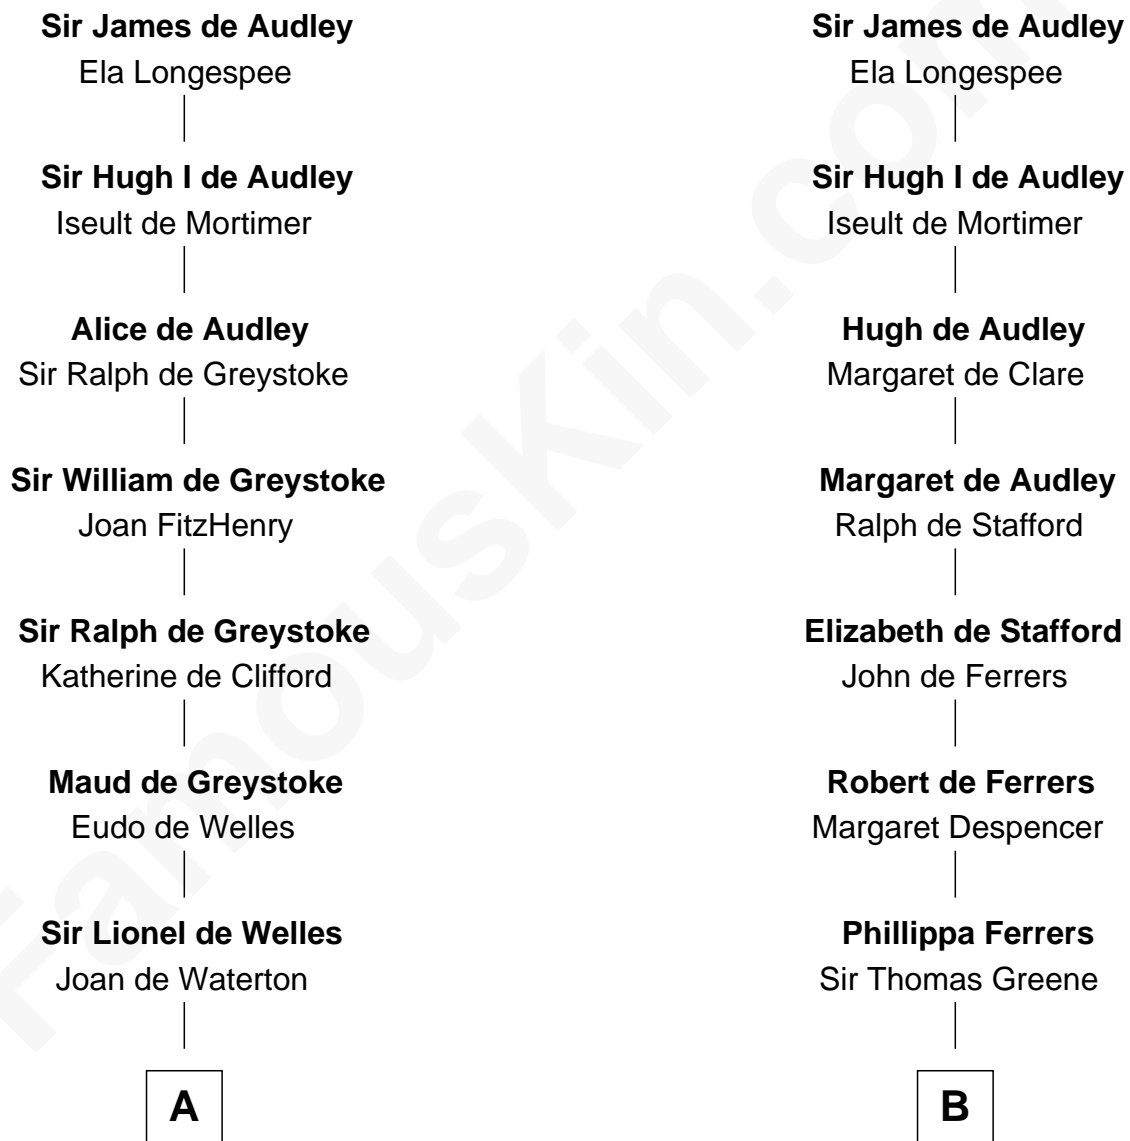 Sir James de Audley
Ela Longespee
Sir Hugh I de Audley
Iseult de Mortimer
Alice de Audley
Sir Ralph de Greystoke
Sir William de Greystoke
Joan FitzHenry
Sir Ralph de Greystoke
Katherine de Clifford
Maud de Greystoke
Eudo de Welles
Sir Lionel de Welles
Joan de Waterton
A
Sir James de Audley
Ela Longespee
Sir Hugh I de Audley
Iseult de Mortimer
Hugh de Audley
Margaret de Clare
Margaret de Audley
Ralph de Stafford
Elizabeth de Stafford
John de Ferrers
Robert de Ferrers
Margaret Despencer
Phillippa Ferrers
Sir Thomas Greene
B
FamousKin.com